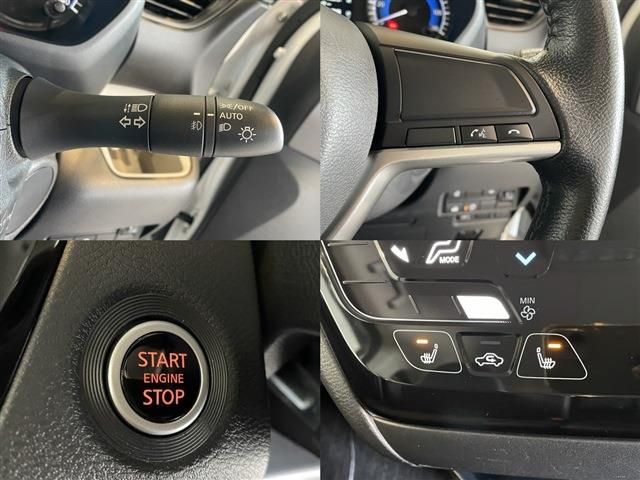 OFF
AUTO
MODE
MIN
START
ENGINE
STOP